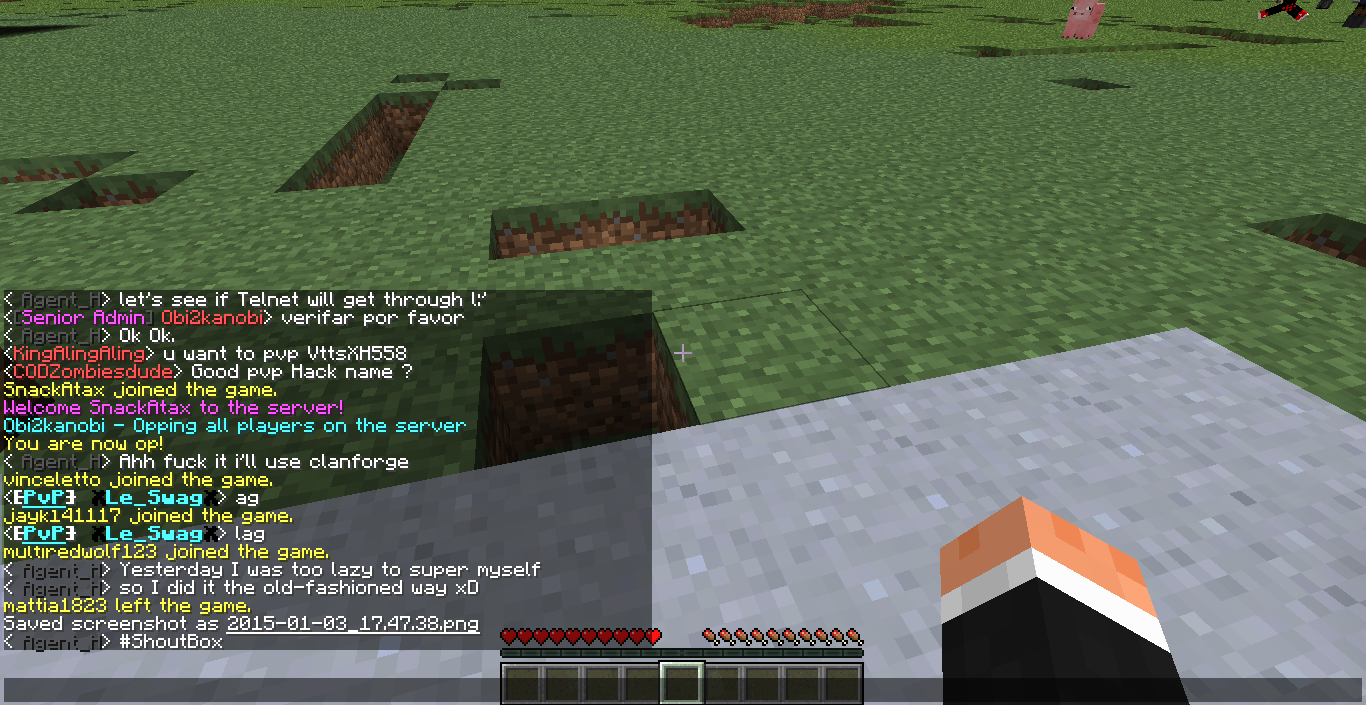 < Agent_H> let's see if Telnet will get through l;'
<[Senior Admin] Obi2kanobi> verifar por favor
< Agent_H> Ok Ok.
<KingAlingAling> u want to pvp VttsXH558
<CODZombiesdude> Good pvp Hack name ?
SnackAtax joined the game.
Welcome SnackAtax to the server!
Obi2kanobi - Opping all players on the server
You are now op!
< Agent_H> Ahh fuck it i'll use clanforge
vinceletto joined the game.
<[PvP] Le_Swag> ag
jayk141117 joined the game.
<[PvP] Le_Swag> lag
multiredwolf123 joined the game.
< Agent_H> Yesterday I was too lazy to super myself
< Agent_H> so I did it the old-fashioned way xD
mattia1823 left the game.
Saved screenshot as 2015-01-03_17.47.38.png
< Agent_H> #ShoutBox